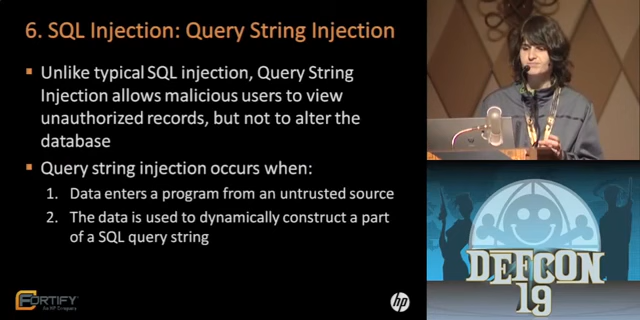 6. SQL Injection: Query String Injection
Unlike typical SQL injection, Query String
Injection allows malicious users to view
unauthorized records, but not to alter the
database
Query string injection occurs when:
1. Data enters a program from an untrusted source
2. The data is used to dynamically construct a part
of a SQL query string
FORTIFY
An HP Company
hp
DEFCON
19